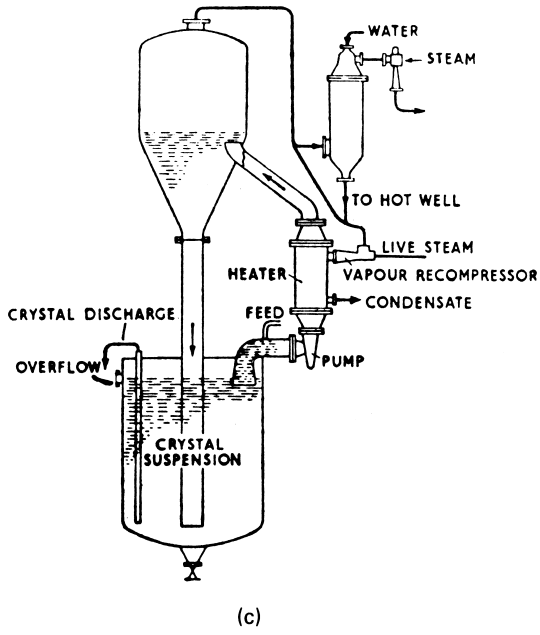 WATER
STEAM
TO HOT WELL
LIVE STEAM
HEATER
VAPOUR RECOMPRESSOR
CONDENSATE
CRYSTAL DISCHARGE
FEED
OVERFLOW
PUMP
CRYSTAL
SUSPENSION
(c)